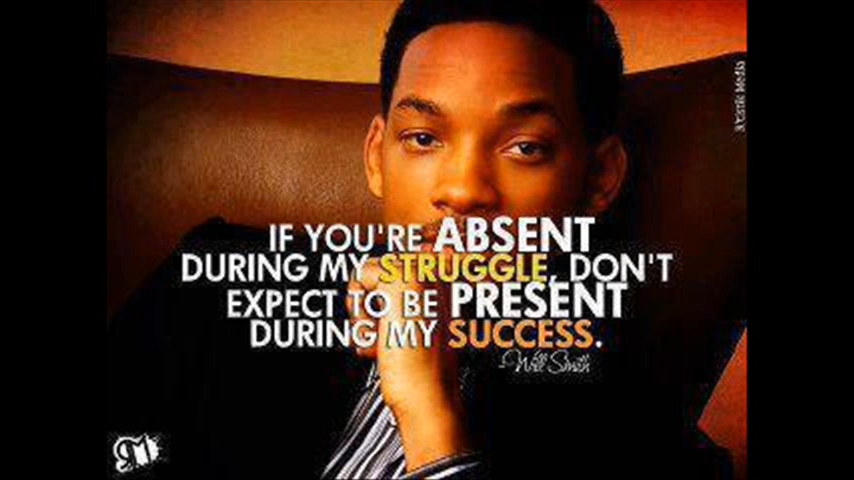 IF YOU'RE ABSENT
DURING MY STRUGGLE, DON'T
EXPECT TO BE PRESENT
DURING MY SUCCESS.
-Will Smith